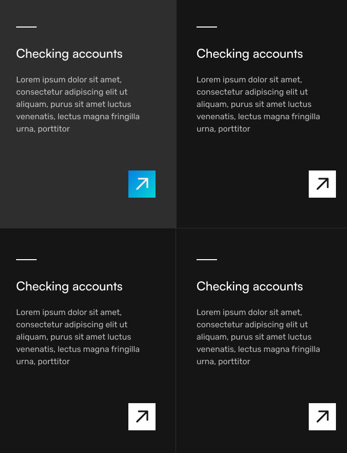 Checking accounts
Lorem ipsum dolor sit amet,
consectetur adipiscing elit ut
aliquam, purus sit amet luctus
venenatis, lectus magna fringilla
urna, porttitor
Checking accounts
Lorem ipsum dolor sit amet,
consectetur adipiscing elit ut
aliquam, purus sit amet luctus
venenatis, lectus magna fringilla
urna, porttitor
Checking accounts
Lorem ipsum dolor sit amet,
consectetur adipiscing elit ut
aliquam, purus sit amet luctus
venenatis, lectus magna fringilla
urna, porttitor
Checking accounts
Lorem ipsum dolor sit amet,
consectetur adipiscing elit ut
aliquam, purus sit amet luctus
venenatis, lectus magna fringilla
urna, porttitor